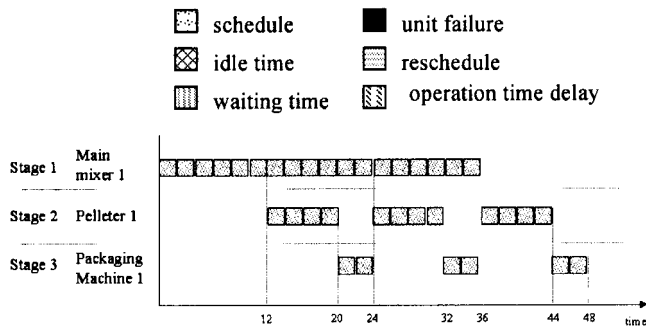 schedule
unit failure
idle time
reschedule
waiting time
operation time delay
Stage 1 Main mixer 1
Stage 2 Pelleter 1
Stage 3 Packaging Machine 1
12 20 24 32 36 44 48 time